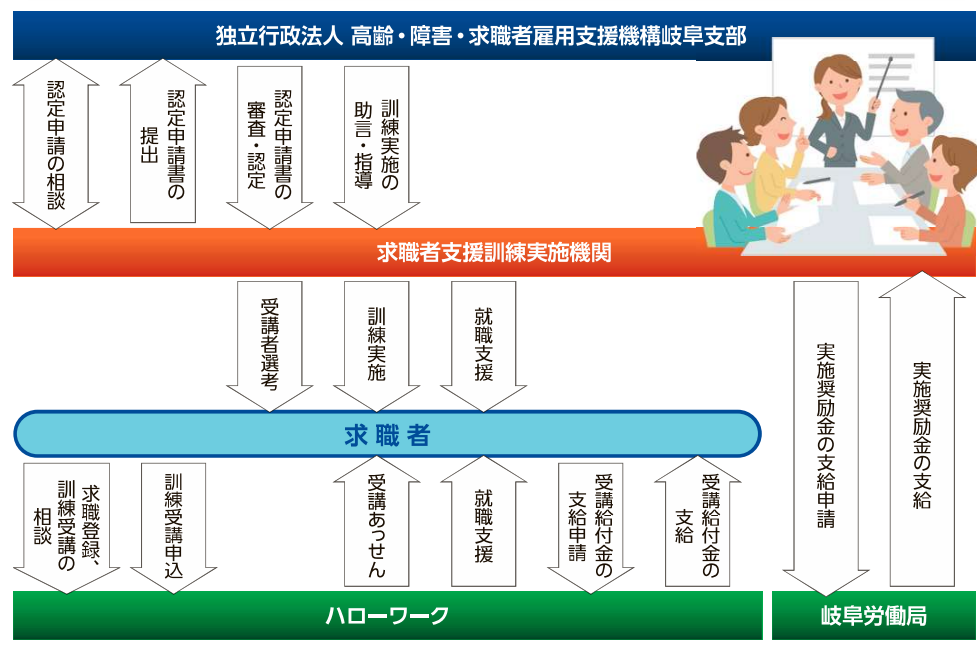 独立行政法人 高齢・障害・求職者雇用支援機構岐阜支部
認定申請の相談
認定申請書の
提出
認定申請書の
審査・認定
訓練実施の
助言・指導
求職者支援訓練実施機関
受講者選考
訓練実施
就職支援
実施奨励金の支給申請
実施奨励金の支給
求職者
求職登録、
訓練受講の
相談
訓練受講申込
受講あっせん
就職支援
受講給付金の
支給申請
受講給付金の
支給
ハローワーク
岐阜労働局